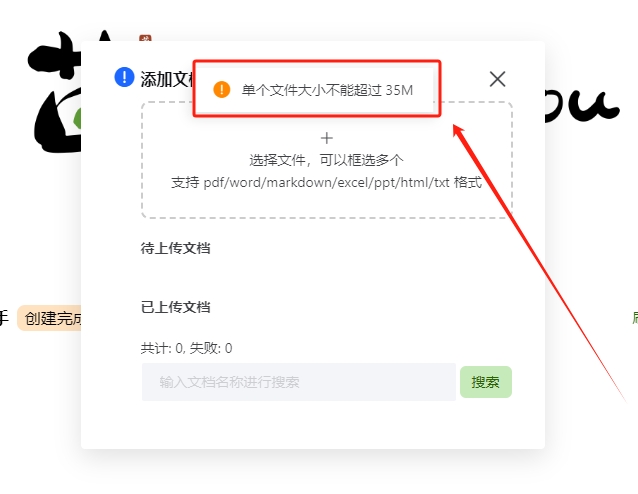 添加文
单个文件大小不能超过 35M
选择文件，可以框选多个
支持 pdf/word/markdown/excel/ppt/html/txt 格式
待上传文档
已上传文档
手 创建完成
共计: 0, 失败: 0
输入文档名称进行搜索
搜索
ou